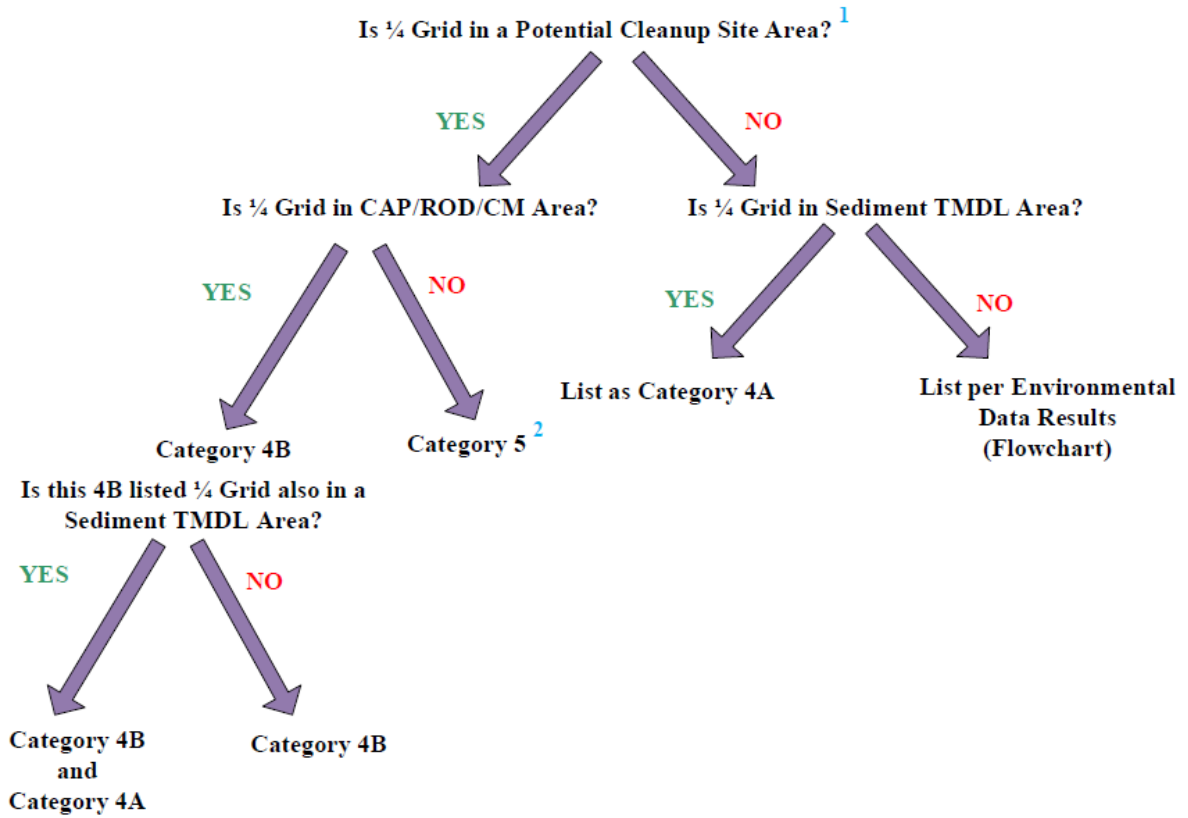 Is ¼ Grid in a Potential Cleanup Site Area? 1
YES
NO
Is ¼ Grid in CAP/ROD/CM Area?
Is ¼ Grid in Sediment TMDL Area?
YES
NO
YES
NO
List as Category 4A
List per Environmental
Data Results
(Flowchart)
Category 4B
Category 5 2
Is this 4B listed ¼ Grid also in a
Sediment TMDL Area?
YES
NO
Category 4B
and
Category 4A
Category 4B